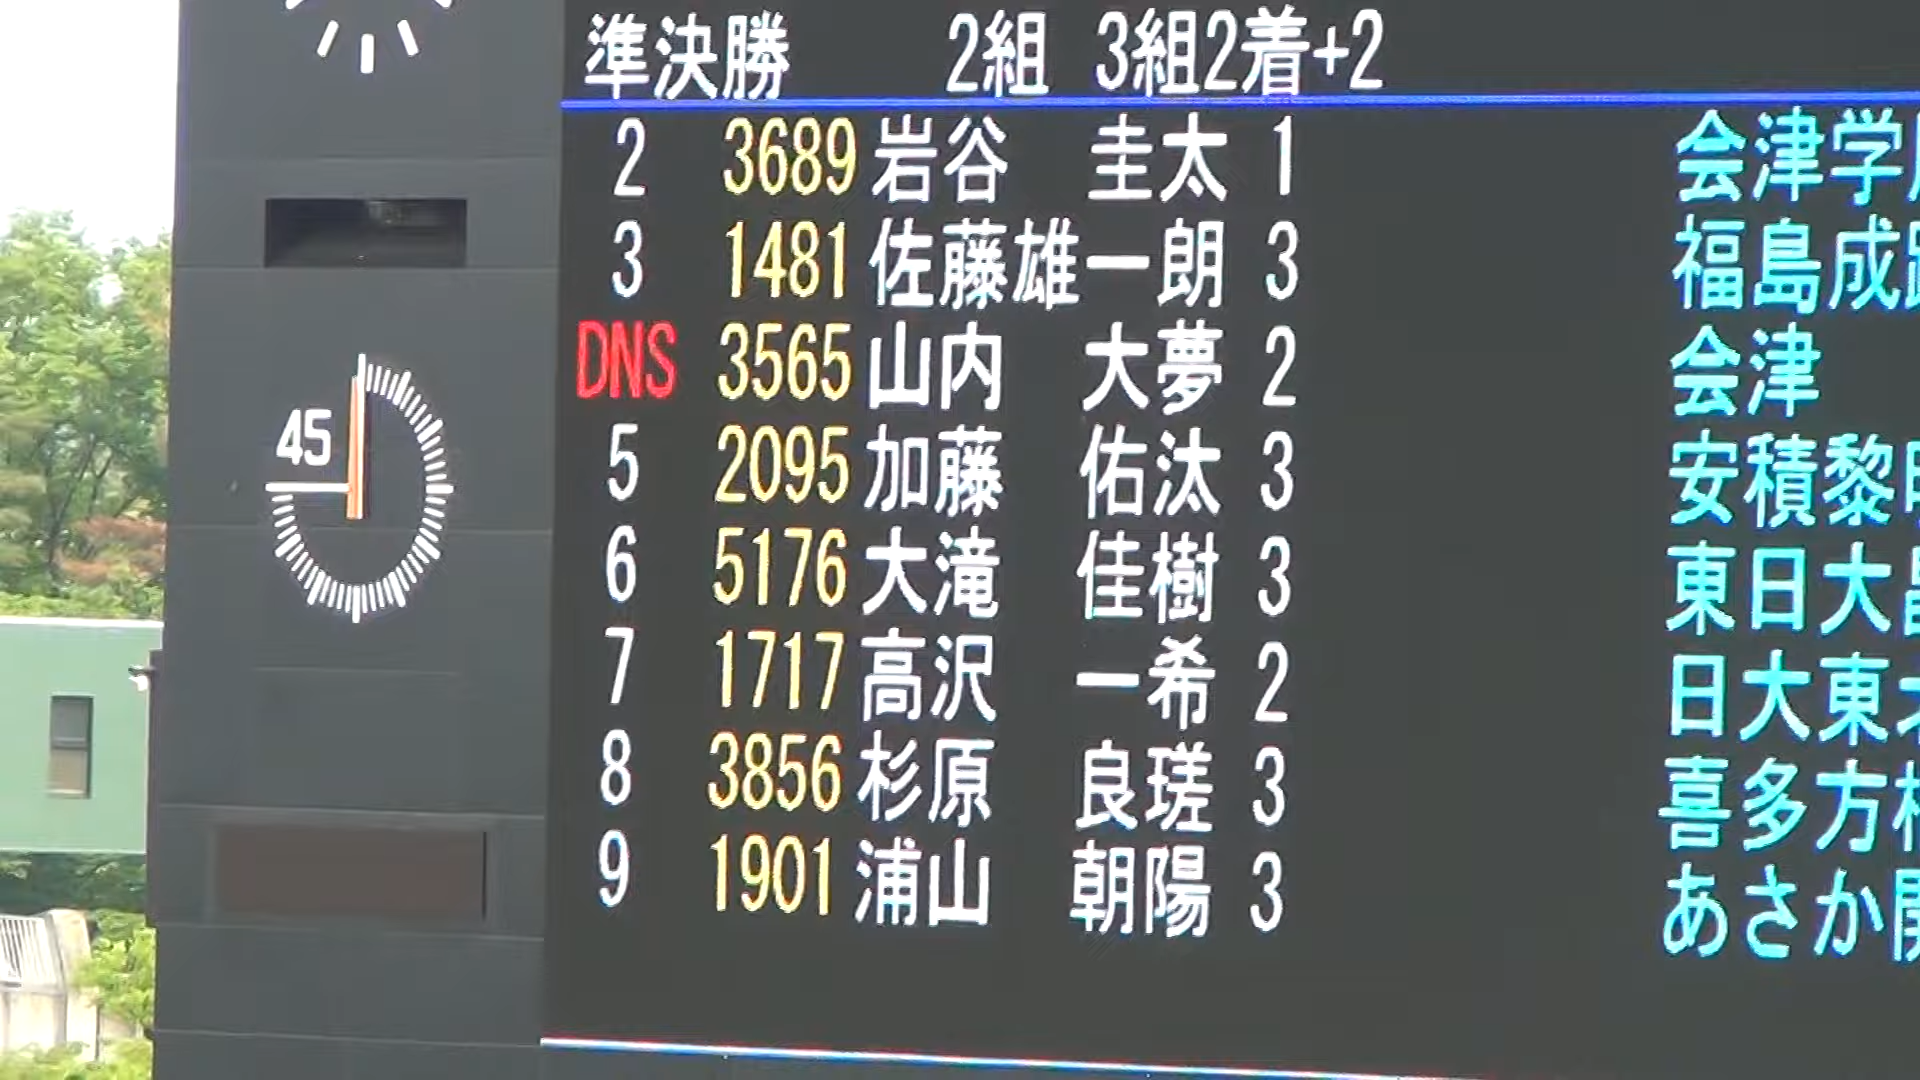 準決勝 2組 3組2着+2
2 3689 岩谷 圭太 1 会津学
3 1481 佐藤雄一朗 3 福島成
DNS 3565 山内 大夢 2 会津
5 2095 加藤 佑汰 3 安積黎
6 5176 大滝 佳樹 3 東日大
7 1717 高沢 一希 2 日大東
8 3856 杉原 良瑳 3 喜多方
9 1901 浦山 朝陽 3 あさか
45